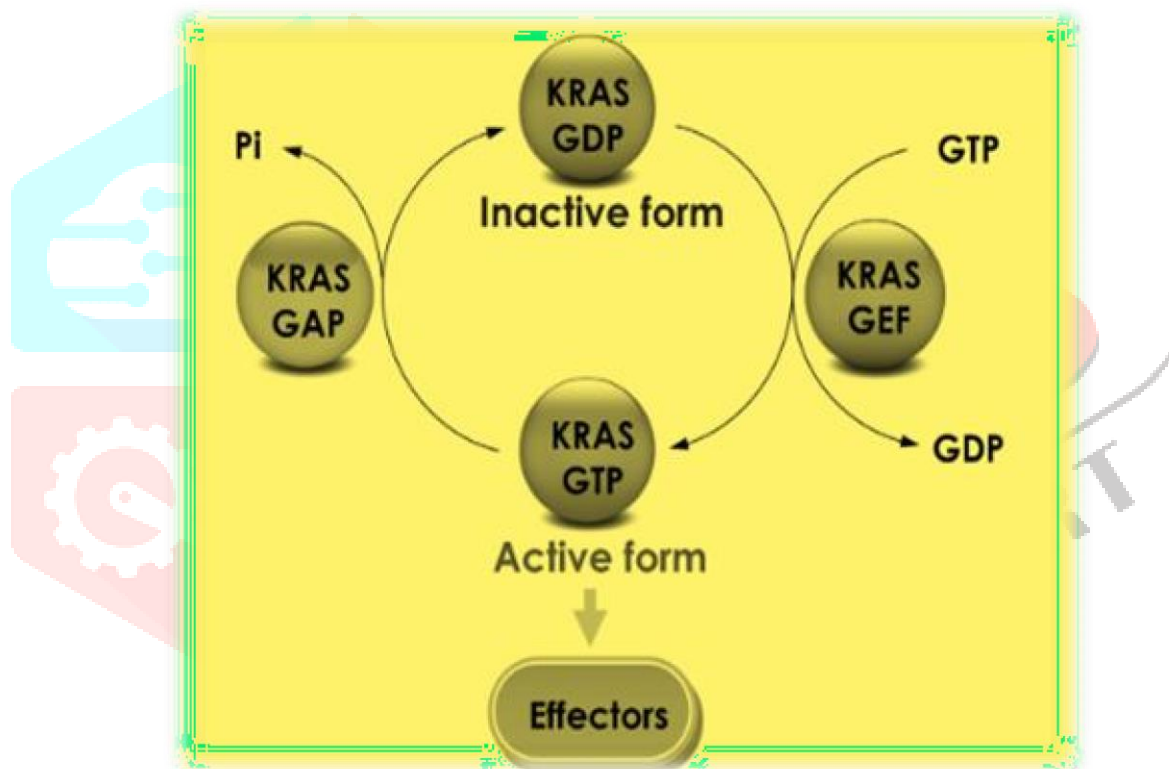 KRAS
GDP
Pi
GTP
Inactive form
KRAS
GAP
KRAS
GEF
KRAS
GTP
GDP
Active form
Effectors